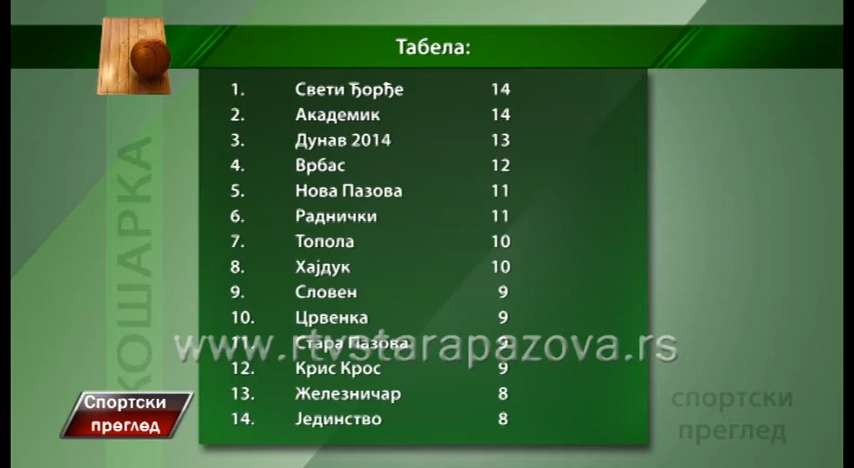 Табела:
1. Свети Ђорђе 14
2. Академик 14
3. Дунав 2014 13
4. Врбас 12
5. Нова Пазова 11
6. Раднички 11
7. Топола 10
8. Хајдук 10
9. Словен 9
10. Црвенка 9
11. Стара Пазова 9
12. Крис Крос 9
13. Железничар 8
14. Јединство 8
КОШАРКА
www.rtvstarapazova.rs
Спортски
преглед
спортски
преглед